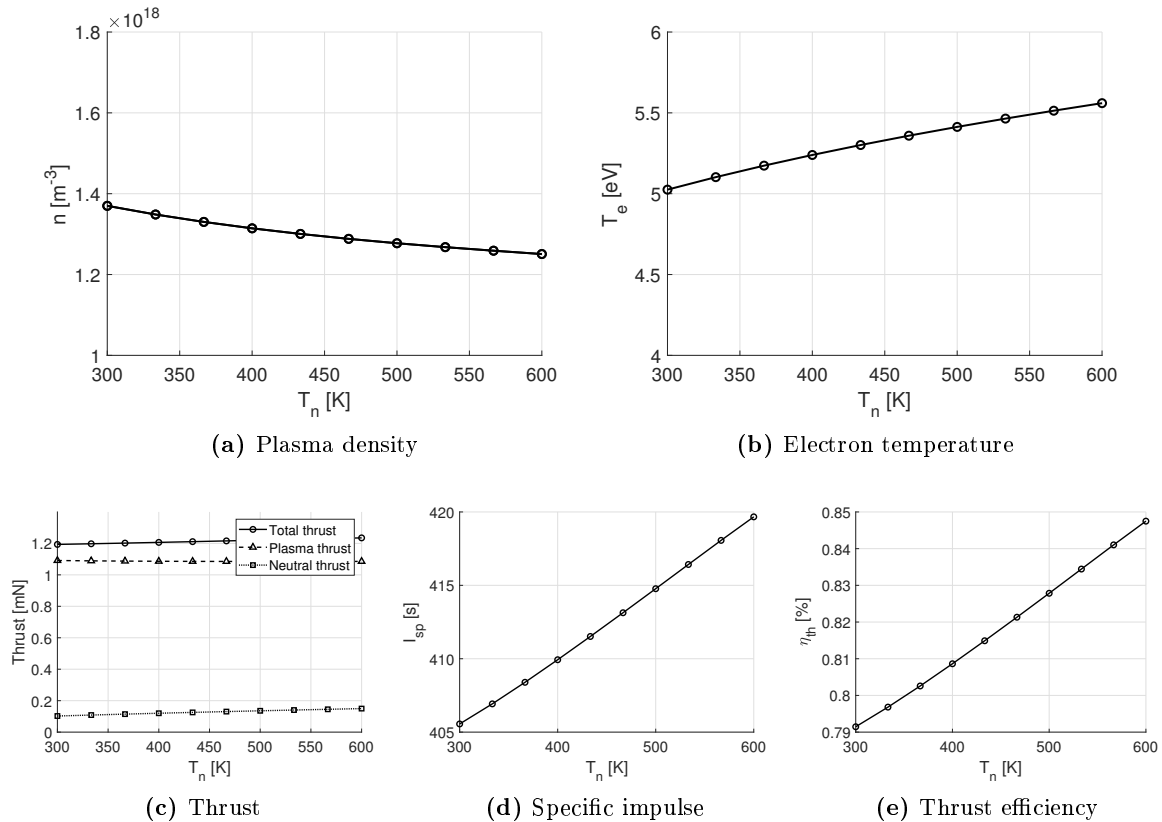 ×10^18
1.8
1.6
1.4
1.2
1
n [m^-3]
300 350 400 450 500 550 600
T_n [K]
(a) Plasma density
6
5.5
5
4.5
4
T_e [eV]
300 350 400 450 500 550 600
T_n [K]
(b) Electron temperature
1.2
1
0.8
0.6
0.4
0.2
0
Thrust [mN]
Total thrust
Plasma thrust
Neutral thrust
300 350 400 450 500 550 600
T_n [K]
(c) Thrust
420
415
410
405
I_sp [s]
300 400 500 600
T_n [K]
(d) Specific impulse
0.85
0.84
0.83
0.82
0.81
0.8
0.79
η_th [%]
300 400 500 600
T_n [K]
(e) Thrust efficiency